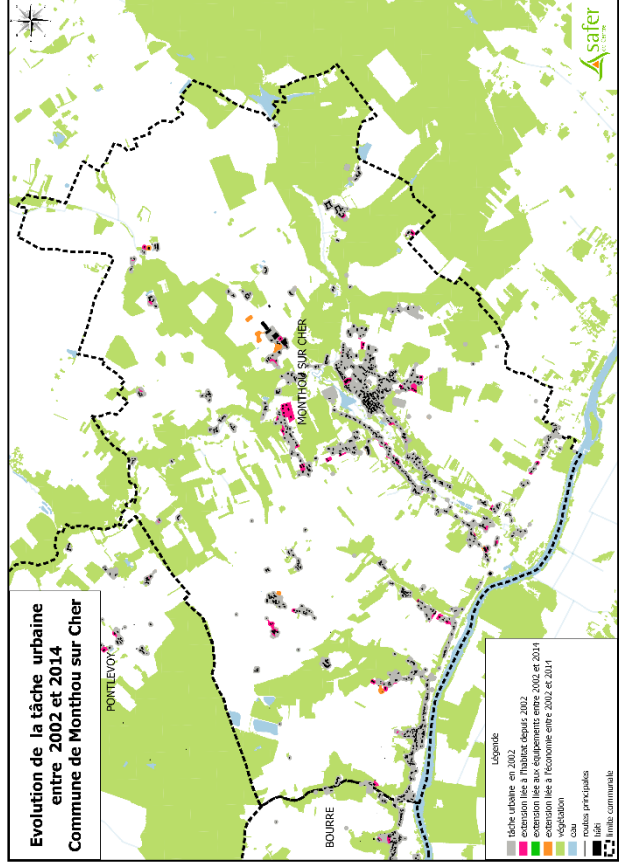 Evolution de la tâche urbaine
entre 2002 et 2014
Commune de Monthou sur Cher
PONTLEVOY
MONTHOU SUR CHER
BOURRE
Légende
tâche urbaine en 2002
extension liée à l'habitat depuis 2002
extension liée aux équipements entre 2002 et 2014
extension liée à l'économie entre 2002 et 2014
végétation
eau
routes principales
bâti
limite communale
safer